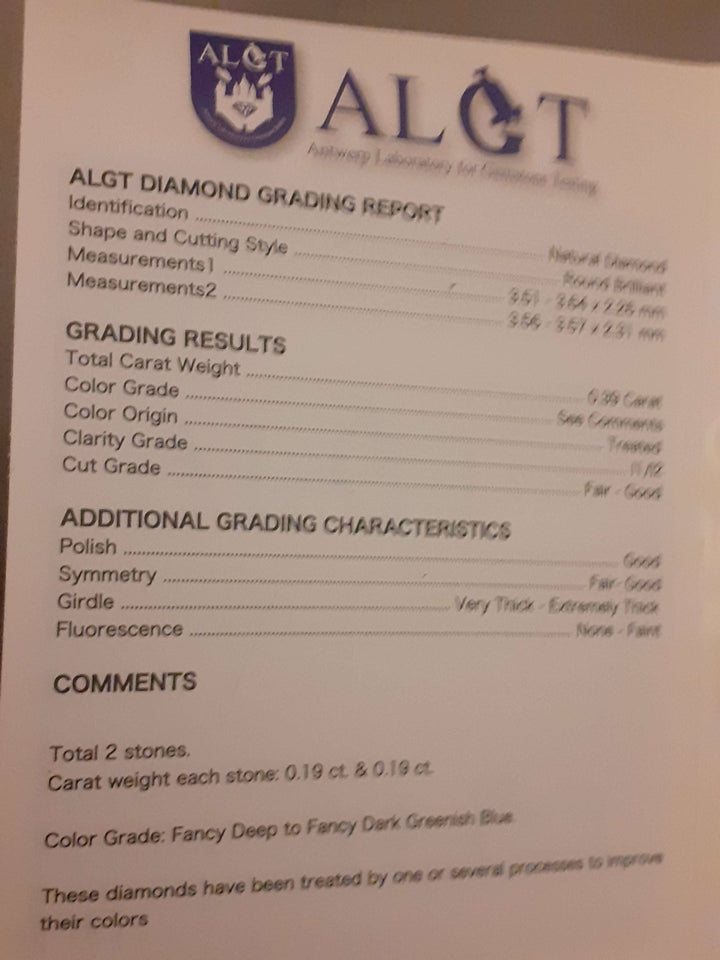 ALGT
ALGT
Antwerp Laboratory for Gemstone Testing
ALGT DIAMOND GRADING REPORT
Identification ........ Natural Diamond
Shape and Cutting Style ........ Round Brilliant
Measurements1 ........ 3.51 - 3.54 x 2.26 mm
Measurements2 ........ 3.56 - 3.57 x 2.31 mm
GRADING RESULTS
Total Carat Weight ........ Carat
Color Grade ........ See Comments
Color Origin ........ Treated
Clarity Grade ........
Cut Grade ........ Fair - Good
ADDITIONAL GRADING CHARACTERISTICS
Polish ........ Good
Symmetry ........ Fair-Good
Girdle ........ Very Thick - Extremely Thick
Fluorescence ........ None - Faint
COMMENTS
Total 2 stones.
Carat weight each stone: 0.19 ct. & 0.19 ct.
Color Grade: Fancy Deep to Fancy Dark Greenish Blue.
These diamonds have been treated by one or several processes to improve
their colors